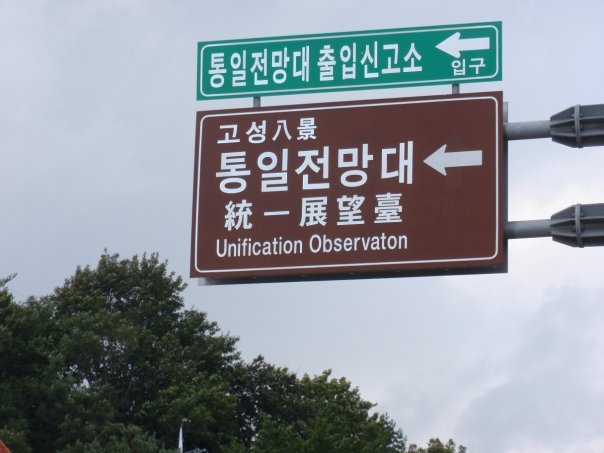 통일전망대 출입신고소
입구
고성八景
통일전망대
統一展望臺
Unification Observaton